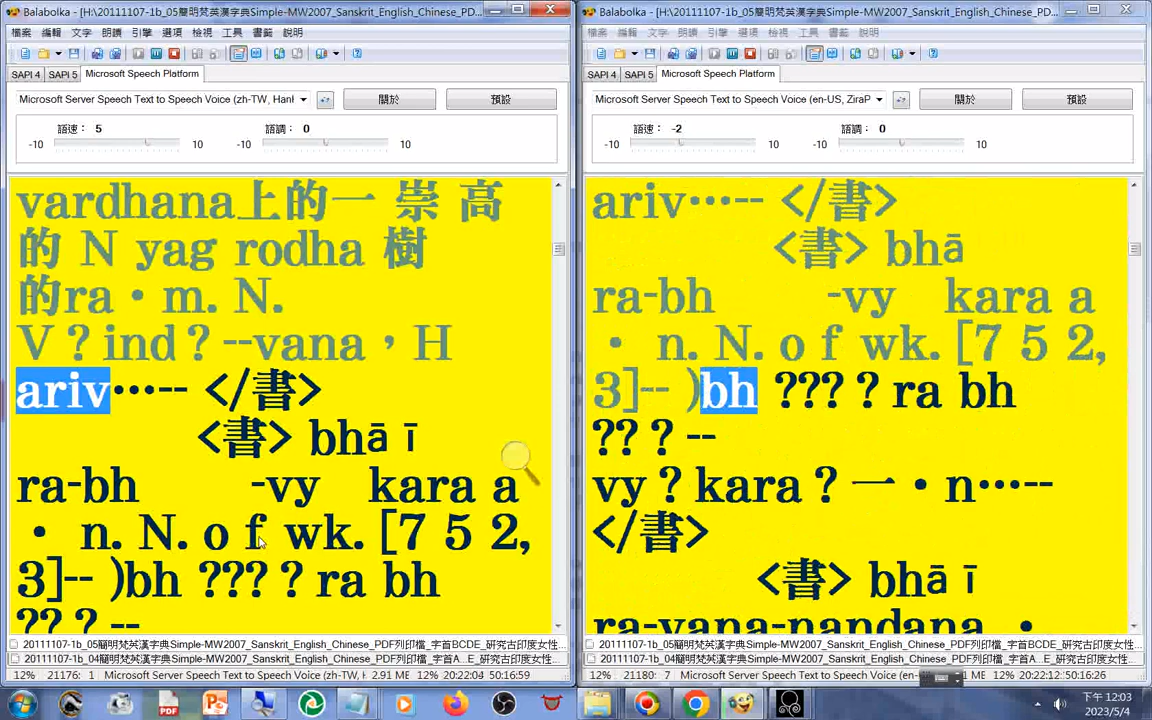 Balabolka - [H:\20111107-1b_05簡明梵英漢字典Simple-MW2007_Sanskrit_English_Chinese_PD...
檔案 編輯 文字 朗讀 引擎 選項 檢視 工具 書籤 說明
SAPI 4 SAPI 5 Microsoft Speech Platform
Microsoft Server Speech Text to Speech Voice (zh-TW, Han
關於
預設
語速： 5
語調： 0
-10 10 -10 10
vardhana上的一 崇 高
的 N yag rodha 樹
的ra‧m. N.
V？ind？--vana，H
ariv…-- </書>
<書> bhā ī
ra-bh -vy kara a
‧ n. N. o f wk. [7 5 2,
3]-- )bh ???？ra bh
??？--
20111107-1b_05簡明梵英漢字典Simple-MW2007_Sanskrit_English_Chinese_PDF列印檔_字首BCDE_研究古印度女性...
20111107-1b_04簡明梵英漢字典Simple-MW2007_Sanskrit_English_Chinese_PDF列印檔_字首A...E_研究古印度女性...
12% 21176: 1 Microsoft Server Speech Text to Speech Voice (zh-TW, 2.91 MB 12% 20:22:04 50:16:59
Balabolka - [H:\20111107-1b_05簡明梵英漢字典Simple-MW2007_Sanskrit_English_Chinese_PD...
檔案 編輯 文字 朗讀 引擎 選項 檢視 工具 書籤 說明
SAPI 4 SAPI 5 Microsoft Speech Platform
Microsoft Server Speech Text to Speech Voice (en-US, ZiraP
關於
預設
語速： -2
語調： 0
-10 10 -10 10
ariv…-- </書>
<書> bhā
ra-bh -vy kara a
‧ n. N. o f wk. [7 5 2,
3]-- )bh ???？ra bh
??？--
vy？kara？一‧n…--
</書>
<書> bhā ī
ra-vana-nandana ‧
20111107-1b_05簡明梵英漢字典Simple-MW2007_Sanskrit_English_Chinese_PDF列印檔_字首BCDE_研究古印度女性...
20111107-1b_04簡明梵英漢字典Simple-MW2007_Sanskrit_English_Chinese_PDF列印檔_字首A...E_研究古印度女性...
12% 21180: 7 Microsoft Server Speech Text to Speech Voice (en-US, 12% 20:22:04 50:16:26
PDF
下午 12:03
2023/5/4